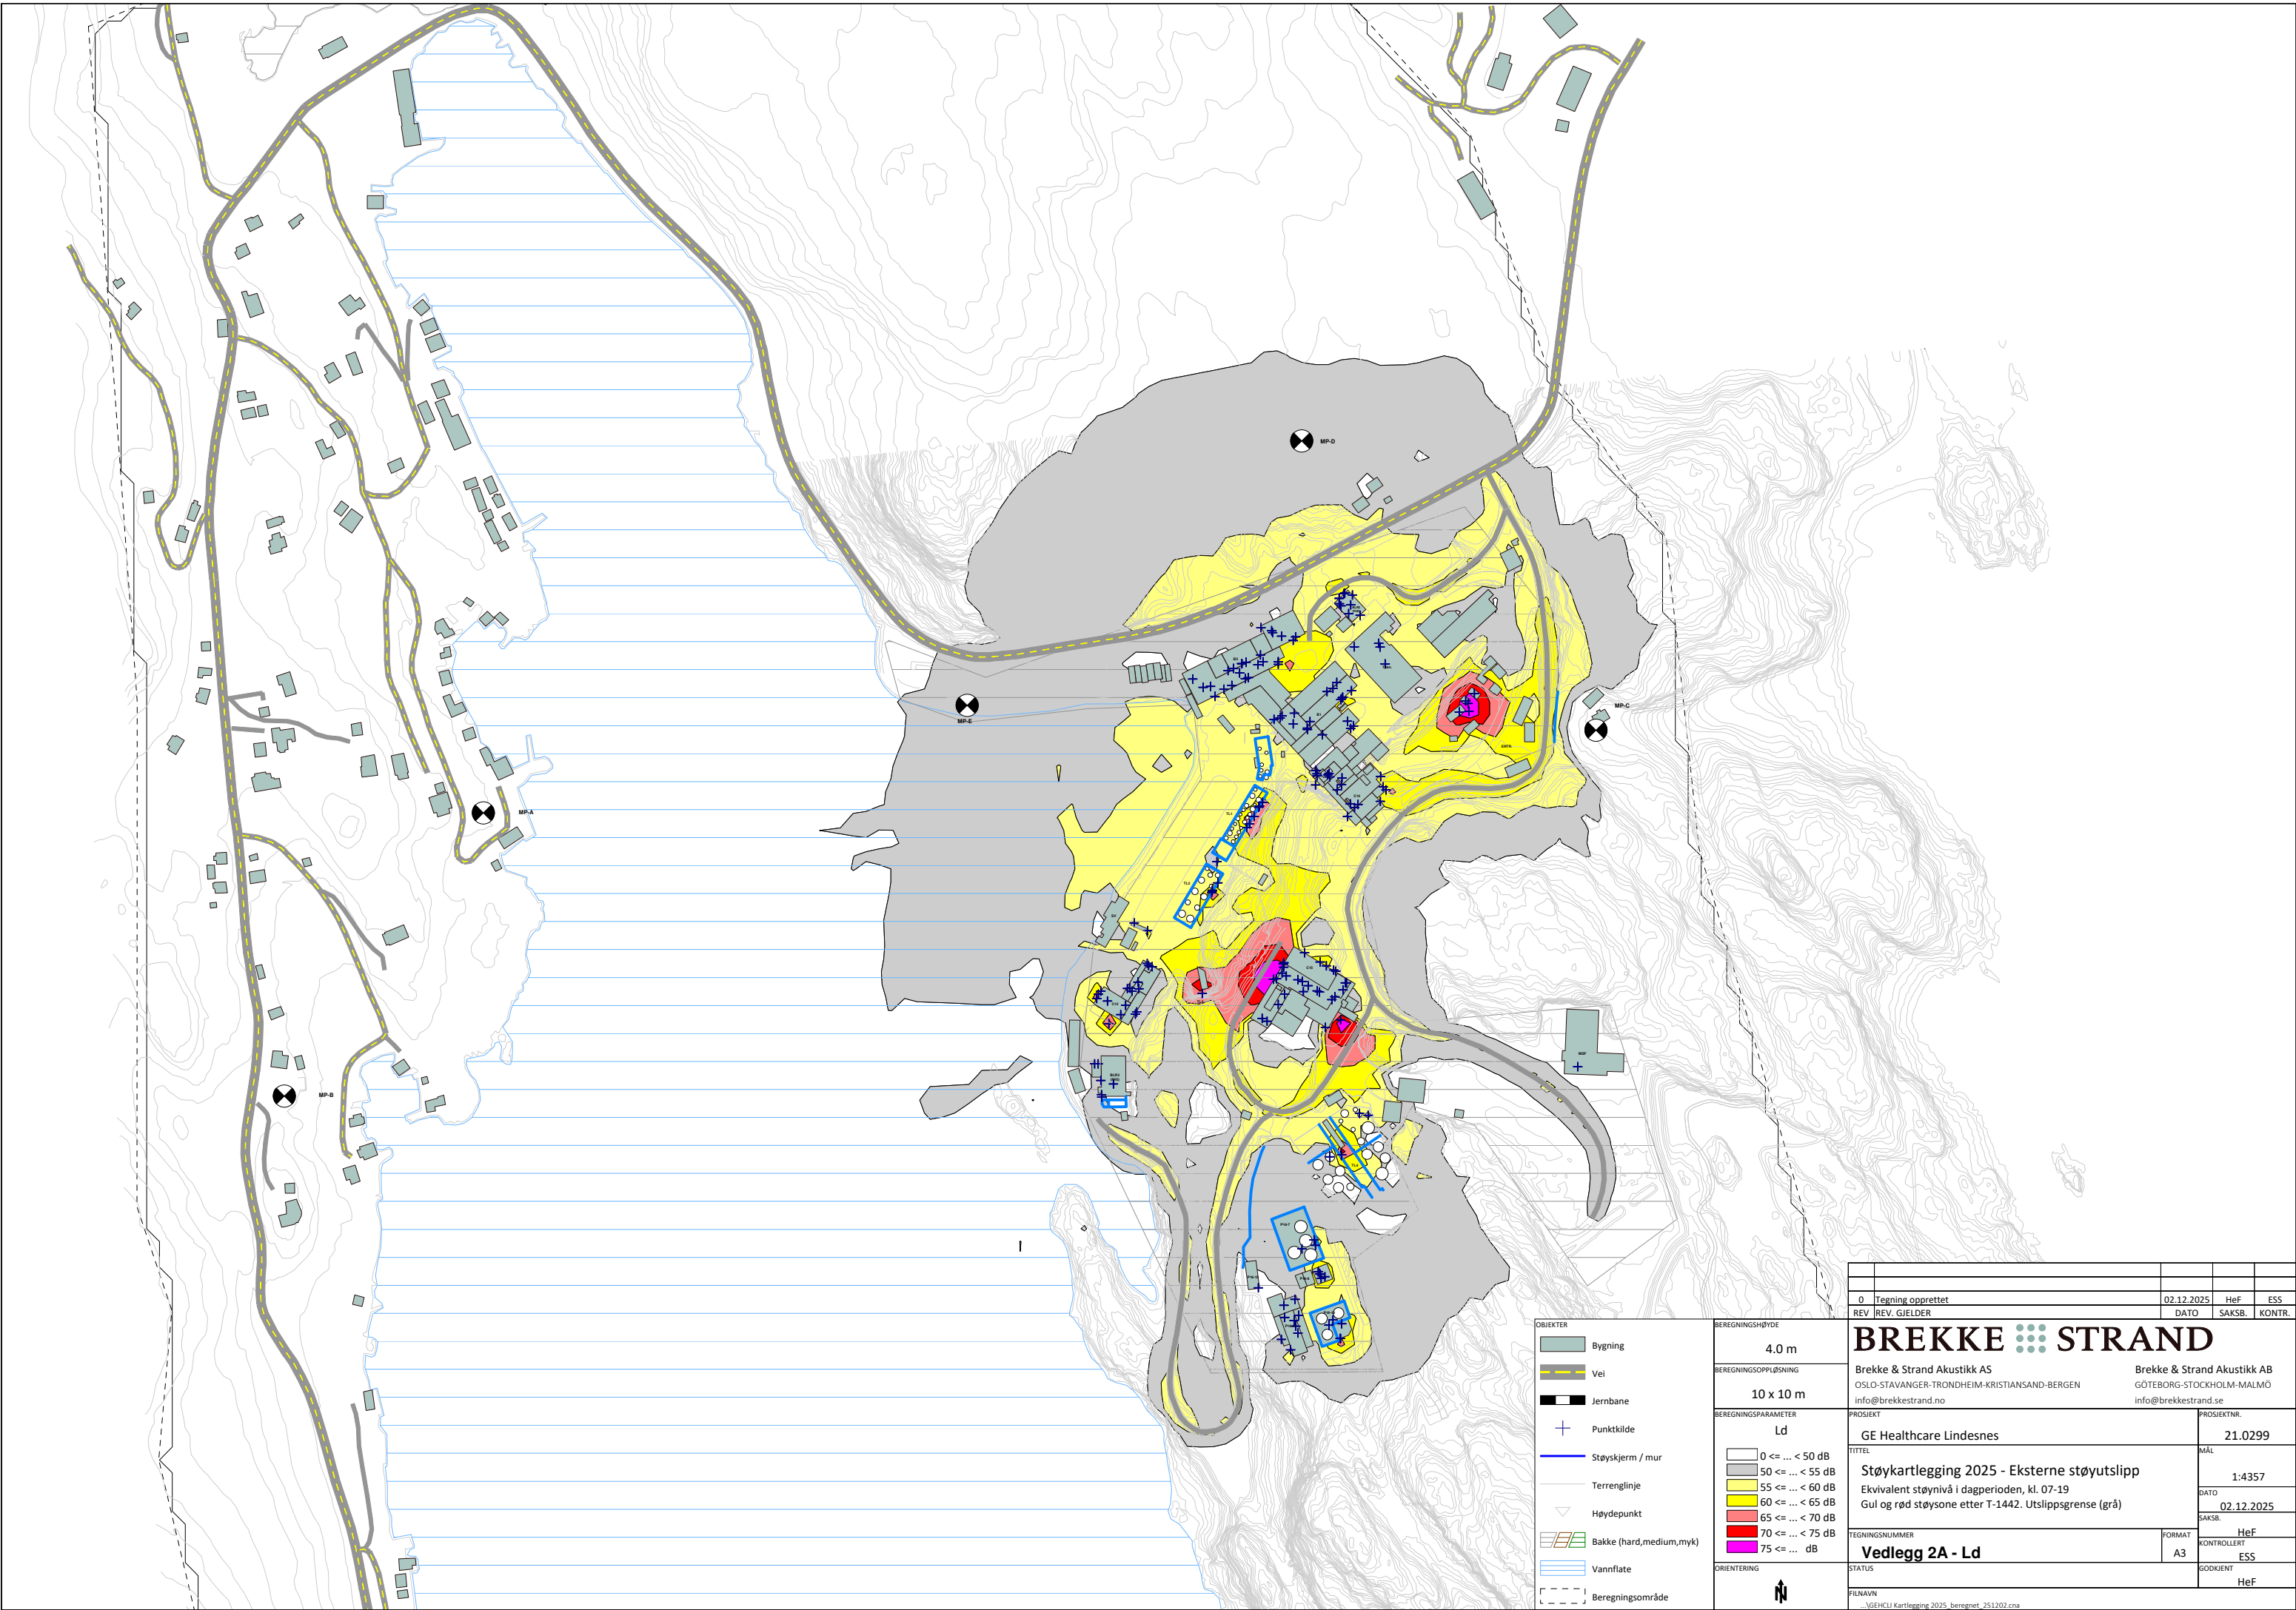 MP-D
MP-C
MP-E
MP-A
MP-B
TL1
TL2
0 Tegning opprettet 02.12.2025 HeF ESS
REV REV. GJELDER DATO SAKSB. KONTR.
OBJEKTER
Bygning
Vei
Jernbane
Punktkilde
Støyskjerm / mur
Terrenglinje
Høydepunkt
Bakke (hard,medium,myk)
Vannflate
Beregningsområde
BEREGNINGSHØYDE
4.0 m
BEREGNINGSOPPLØSNING
10 x 10 m
BEREGNINGSPARAMETER
Ld
0 <= ... < 50 dB
50 <= ... < 55 dB
55 <= ... < 60 dB
60 <= ... < 65 dB
65 <= ... < 70 dB
70 <= ... < 75 dB
75 <= ... dB
ORIENTERING
N
BREKKE STRAND
Brekke & Strand Akustikk AS
OSLO-STAVANGER-TRONDHEIM-KRISTIANSAND-BERGEN
info@brekkestrand.no
Brekke & Strand Akustikk AB
GÖTEBORG-STOCKHOLM-MALMÖ
info@brekkestrand.se
PROSJEKT
GE Healthcare Lindesnes
PROSJEKTNR.
21.0299
TITTEL
Støykartlegging 2025 - Eksterne støyutslipp
Ekvivalent støynivå i dagperioden, kl. 07-19
Gul og rød støysone etter T-1442. Utslippsgrense (grå)
MÅL
1:4357
DATO
02.12.2025
SAKSB.
HeF
TEGNINGSNUMMER
Vedlegg 2A - Ld
FORMAT
A3
KONTROLLERT
ESS
STATUS
GODKJENT
HeF
FILNAVN
...\GEHCLI Kartlegging 2025_beregnet_251202.cna